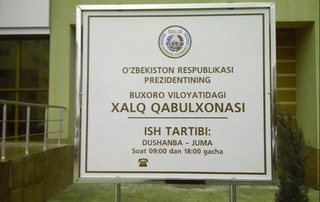 O'ZBEKISTON RESPUBLIKASI
PREZIDENTINING
BUXORO VILOYATIDAGI
XALQ QABULXONASI
ISH TARTIBI:
DUSHANBA – JUMA
Soat 09:00 dan 18:00 gacha